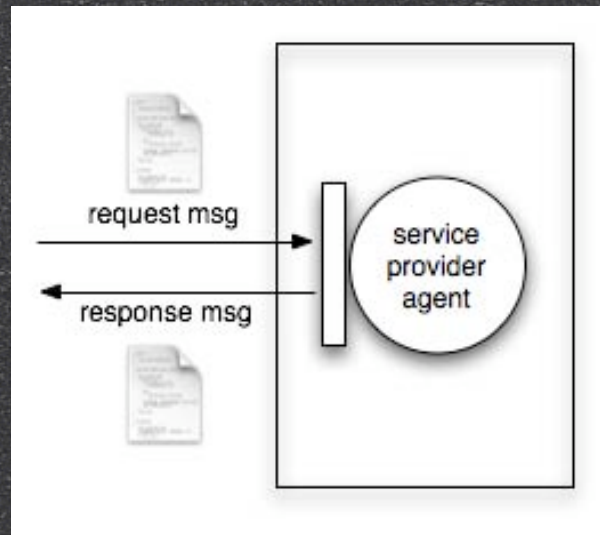 request msg
service
provider
agent
response msg